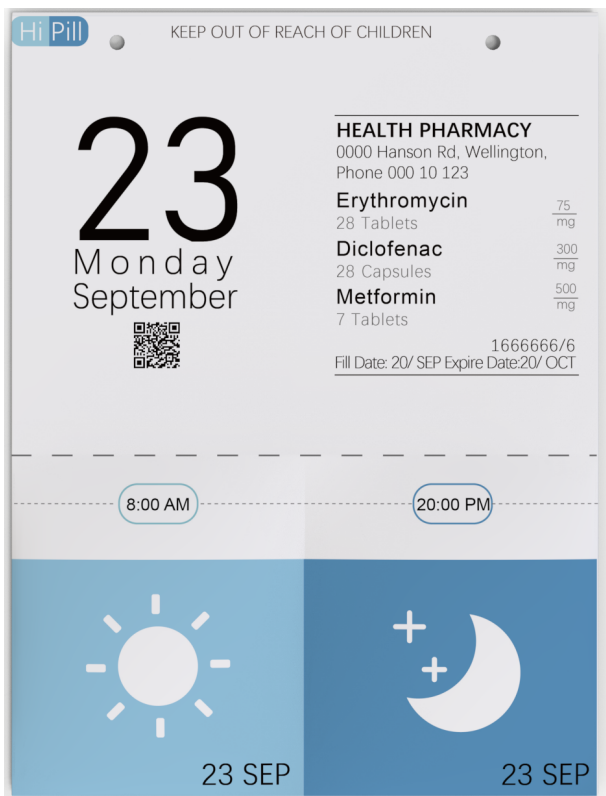 Hi Pill
KEEP OUT OF REACH OF CHILDREN
23
Monday
September
HEALTH PHARMACY
0000 Hanson Rd, Wellington,
Phone 000 10 123
Erythromycin
75
mg
28 Tablets
Diclofenac
300
mg
28 Capsules
Metformin
500
mg
7 Tablets
1666666/6
Fill Date: 20/ SEP Expire Date:20/ OCT
8:00 AM
20:00 PM
23 SEP
23 SEP